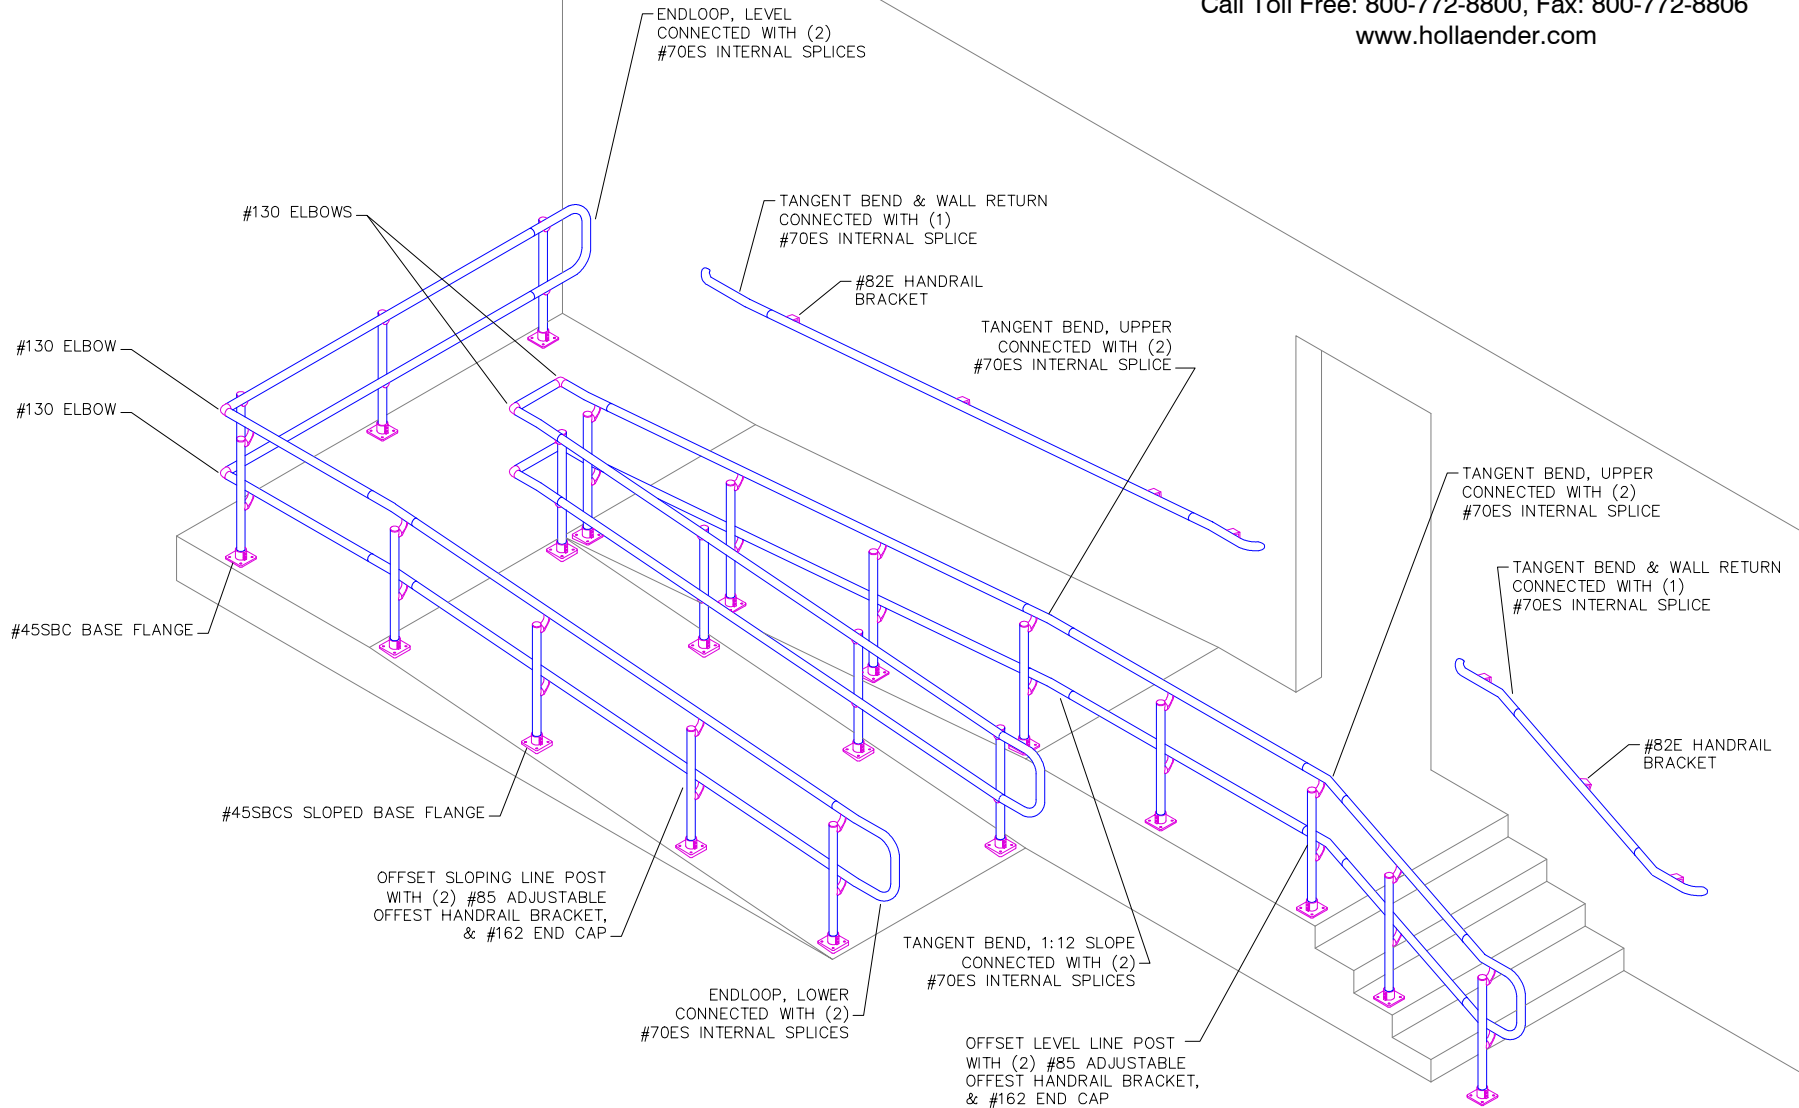 Call Toll Free: 800-772-8800, Fax: 800-772-8806
www.hollaender.com
ENDLOOP, LEVEL
CONNECTED WITH (2)
#70ES INTERNAL SPLICES
#130 ELBOWS
TANGENT BEND & WALL RETURN
CONNECTED WITH (1)
#70ES INTERNAL SPLICE
#82E HANDRAIL
BRACKET
#130 ELBOW
TANGENT BEND, UPPER
CONNECTED WITH (2)
#70ES INTERNAL SPLICE
#130 ELBOW
TANGENT BEND, UPPER
CONNECTED WITH (2)
#70ES INTERNAL SPLICE
TANGENT BEND & WALL RETURN
CONNECTED WITH (1)
#70ES INTERNAL SPLICE
#45SBC BASE FLANGE
#82E HANDRAIL
BRACKET
#45SBCS SLOPED BASE FLANGE
OFFSET SLOPING LINE POST
WITH (2) #85 ADJUSTABLE
OFFEST HANDRAIL BRACKET,
& #162 END CAP
TANGENT BEND, 1:12 SLOPE
CONNECTED WITH (2)
#70ES INTERNAL SPLICES
ENDLOOP, LOWER
CONNECTED WITH (2)
#70ES INTERNAL SPLICES
OFFSET LEVEL LINE POST
WITH (2) #85 ADJUSTABLE
OFFEST HANDRAIL BRACKET,
& #162 END CAP